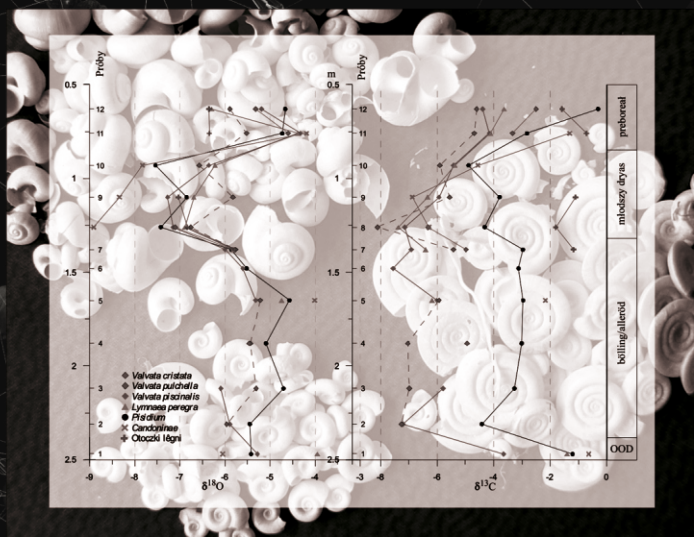 Próby
m
Próby
0.5
0.5
12
12
11
11
preboreał
1
1
10
10
9
9
młodszy dryas
8
8
7
7
1.5
1.5
6
6
5
5
bölling/alleröd
4
4
2
2
3
3
2
2
1
1
OOD
2.5
2.5
Valvata cristata
Valvata pulchella
Valvata piscinalis
Lymnaea peregra
Pisidium
Candoninae
Otoczki lęgni
-9 -8 -7 -6 -5 -4 -3
-8 -6 -4 -2 0
δ18O
δ13C